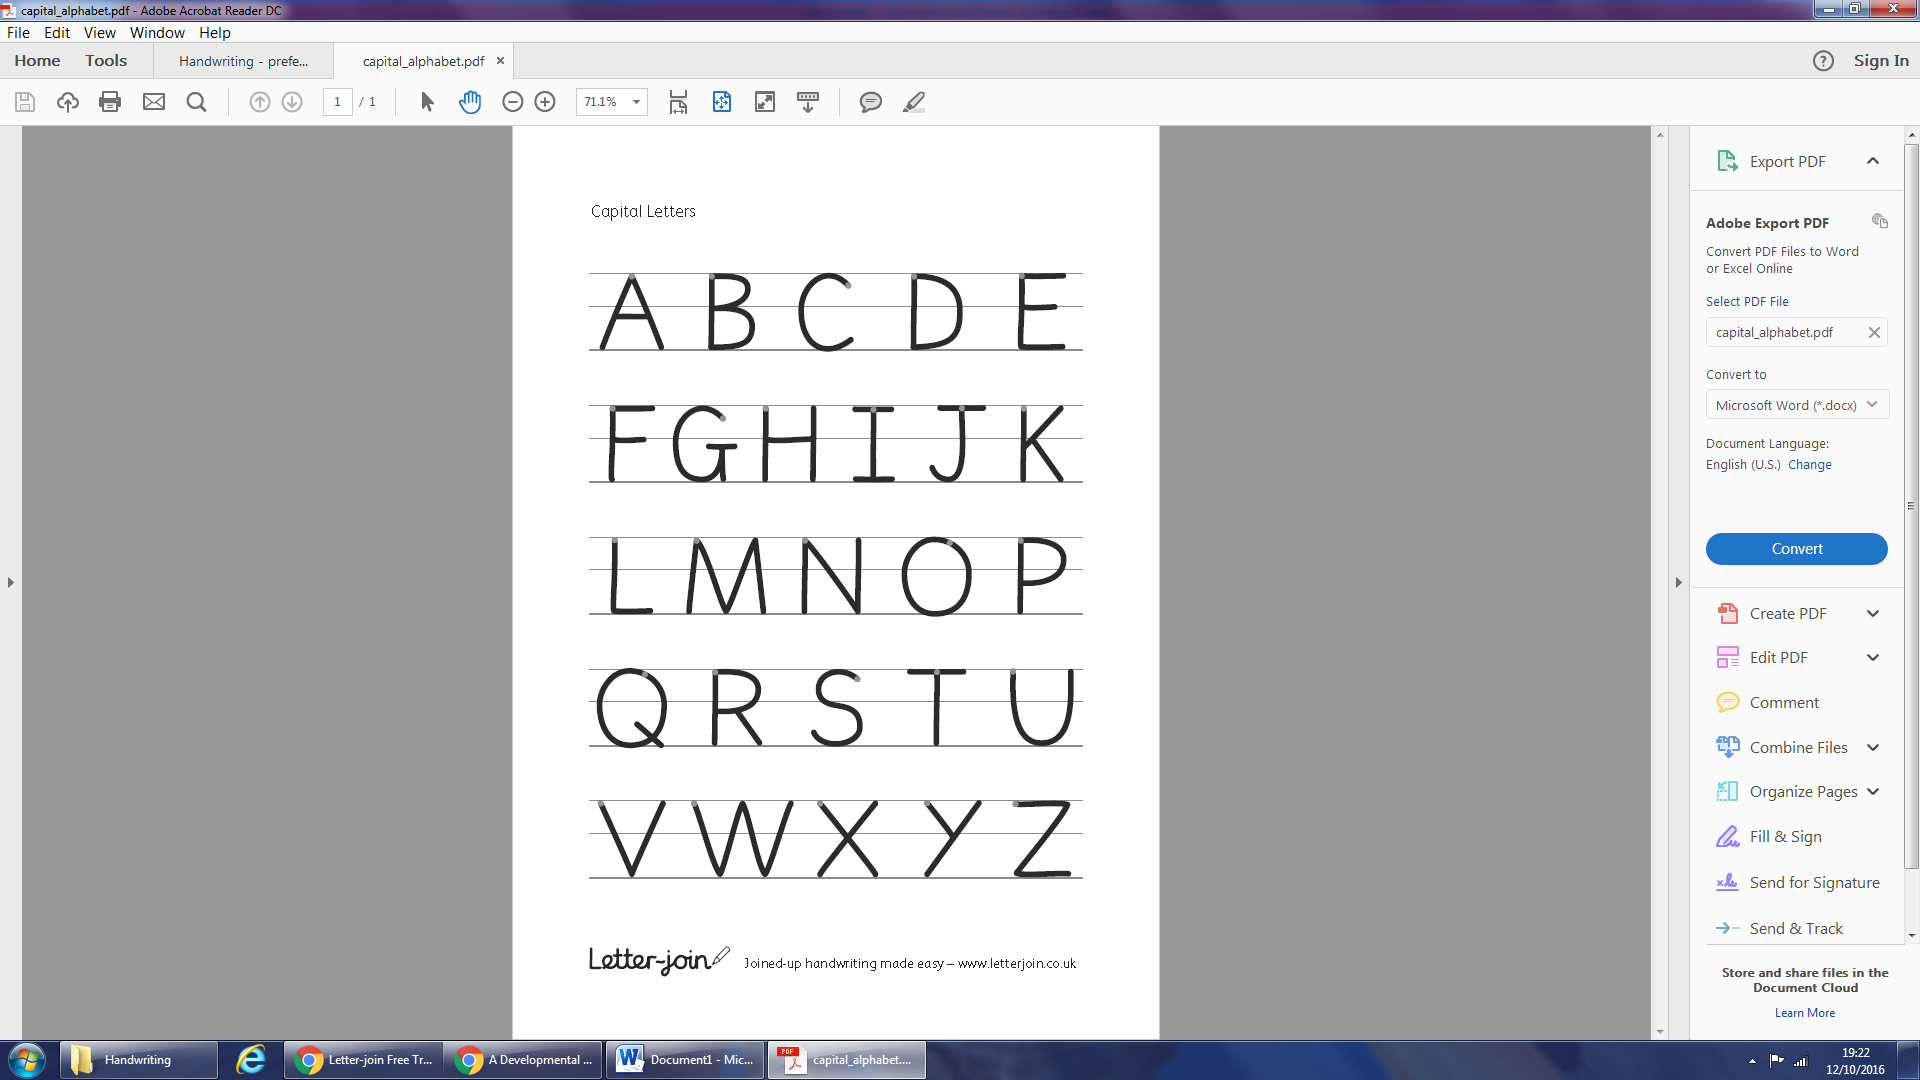 capital_alphabet.pdf - Adobe Acrobat Reader DC
File Edit View Window Help
Home Tools Handwriting - prefe... capital_alphabet.pdf × Sign In
1 / 1 71.1%
Capital Letters
A B C D E
F G H I J K
L M N O P
Q R S T U
V W X Y Z
Letter-join Joined-up handwriting made easy – www.letterjoin.co.uk
Export PDF
Adobe Export PDF
Convert PDF Files to Word
or Excel Online
Select PDF File
capital_alphabet.pdf
Convert to
Microsoft Word (*.docx)
Document Language:
English (U.S.) Change
Convert
Create PDF
Edit PDF
Comment
Combine Files
Organize Pages
Fill & Sign
Send for Signature
Send & Track
Store and share files in the
Document Cloud
Learn More
Handwriting Letter-join Free Tr... A Developmental ... Document1 - Mic... capital_alphabet....
19:22
12/10/2016